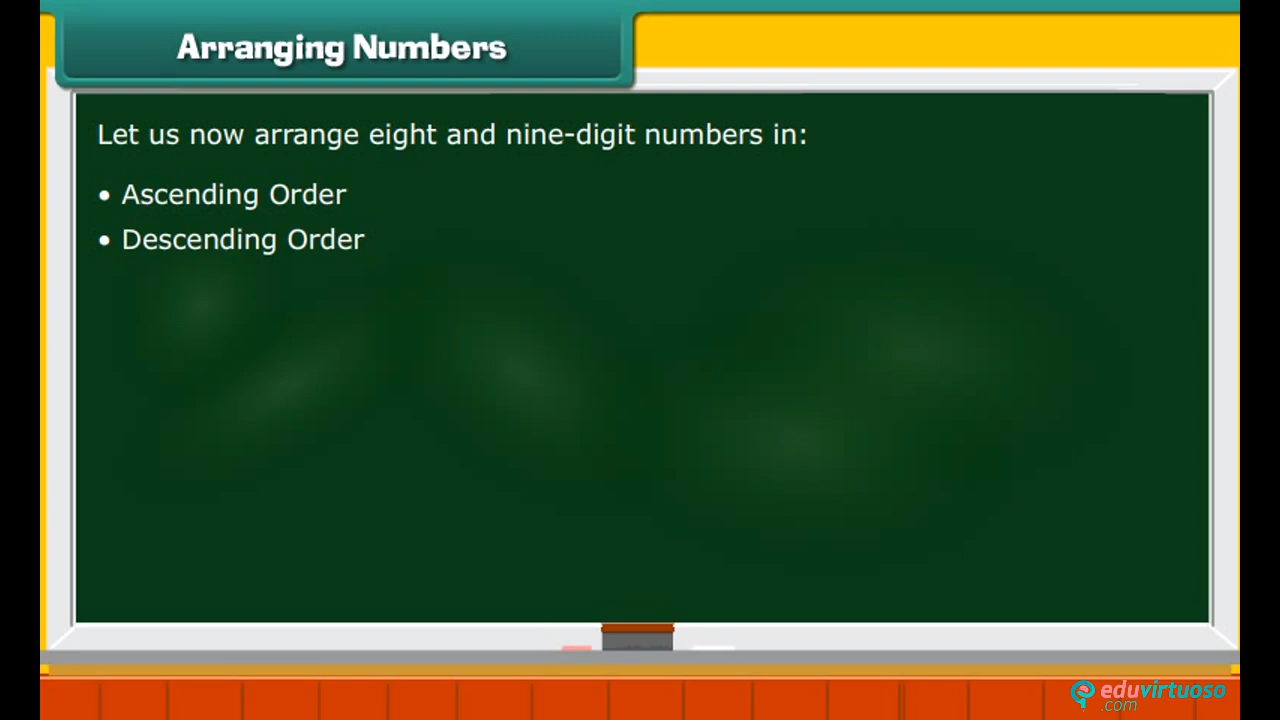 Arranging Numbers
Let us now arrange eight and nine-digit numbers in:
• Ascending Order
• Descending Order
eduvirtuoso
.com